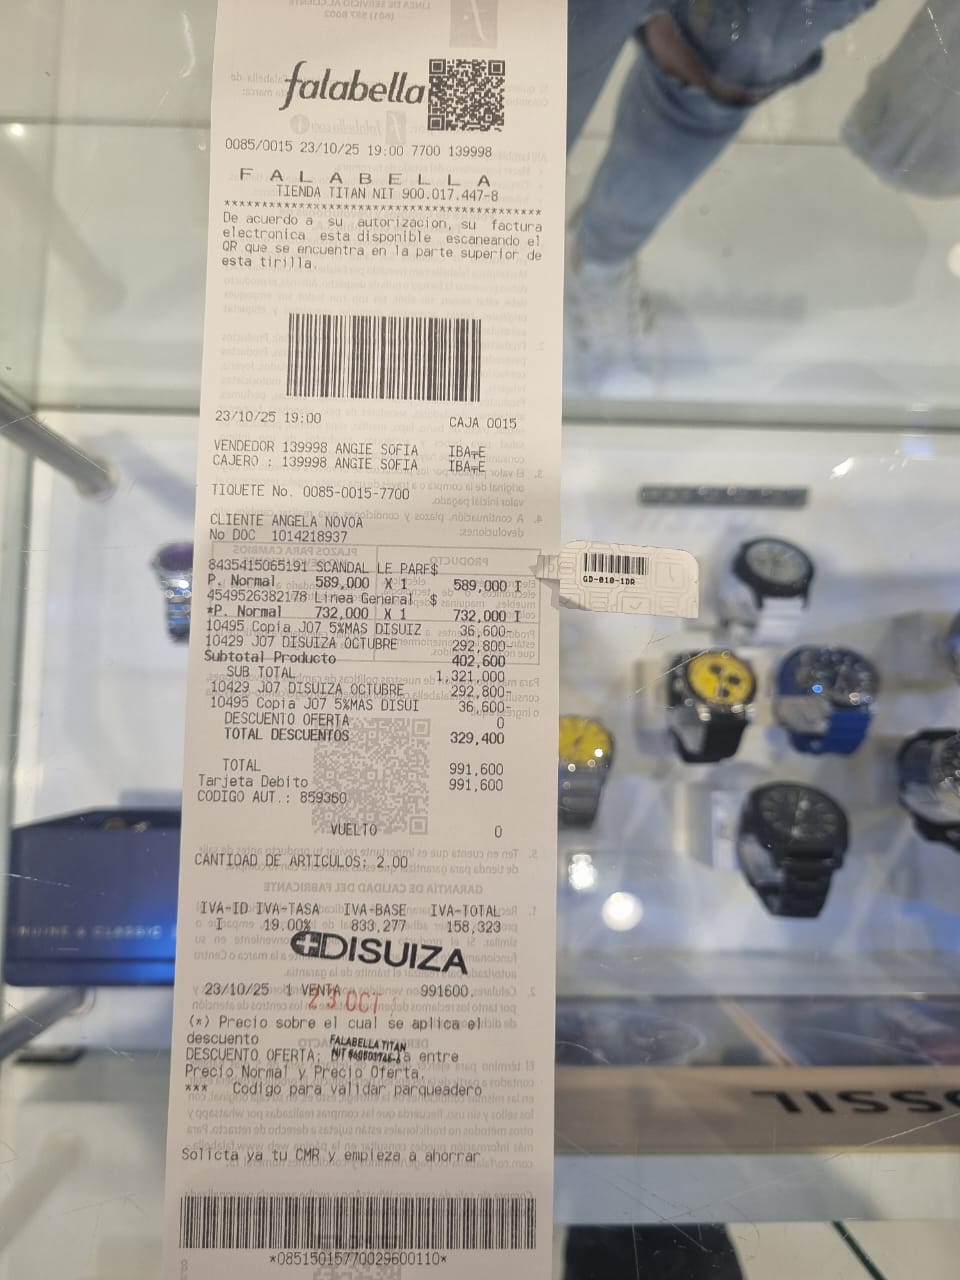 falabella
0085/0015 23/10/25 19:00 7700 139998
F A L A B E L L A
TIENDA TITAN NIT 900.017.447-8
******************************************
De acuerdo a su autorizacion, su factura
electronica esta disponible escaneando el
QR que se encuentra en la parte superior de
esta tirilla.
23/10/25 19:00 CAJA 0015
VENDEDOR 139998 ANGIE SOFIA
CAJERO : 139998 ANGIE SOFIA
TIQUETE No. 0085-0015-7700
CLIENTE ANGELA NOVOA
No DOC 1014218937
8435415065191 SCANDAL LE PARF$
P. Normal 589,000 X 1 589,000 I
4549526382178 Linea General $
*P. Normal 732,000 X 1 732,000 I
10495 Copia J07 5%MAS DISUIZ 36,600-
10429 J07 DISUIZA OCTUBRE 292,800-
Subtotal Producto 402,600
SUB TOTAL 1,321,000
10429 J07 DISUIZA OCTUBRE 292,800-
10495 Copia J07 5%MAS DISUI 36,600-
DESCUENTO OFERTA 0
TOTAL DESCUENTOS 329,400
TOTAL 991,600
Tarjeta Debito 991,600
CODIGO AUT.: 859360
VUELTO 0
CANTIDAD DE ARTICULOS: 2.00
IVA-ID IVA-TASA IVA-BASE IVA-TOTAL
I 19.00% 833,277 158,323
DISUIZA
23/10/25 1 VENTA 991600.
23 OCT
(*) Precio sobre el cual se aplica el
descuento
FALABELLA TITAN
DESCUENTO OFERTA: entre
Precio Normal y Precio Oferta.
*** Codigo para validar parqueadero
Solicta ya tu CMR y empieza a ahorrar
*08515015770029600110*
GD-010-1DR